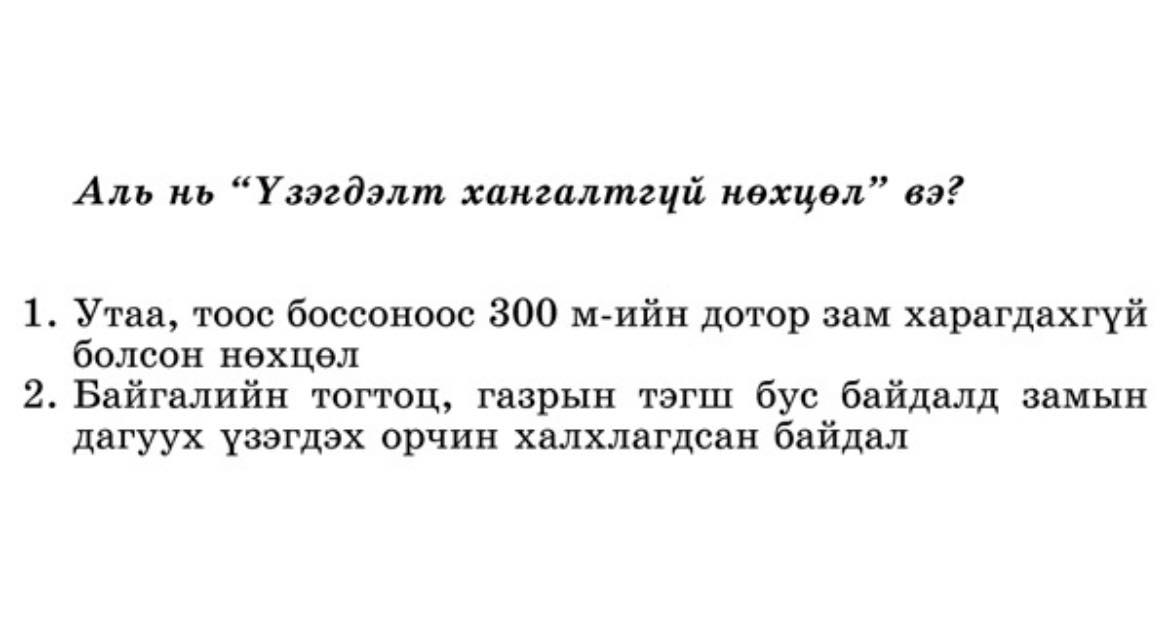 Аль нь “Үзэгдэлт хангалтгүй нөхцөл” вэ?
1. Утаа, тоос боссоноос 300 м-ийн дотор зам харагдахгүй
болсон нөхцөл
2. Байгалийн тогтоц, газрын тэгш бус байдалд замын
дагуух үзэгдэх орчин халхлагдсан байдал